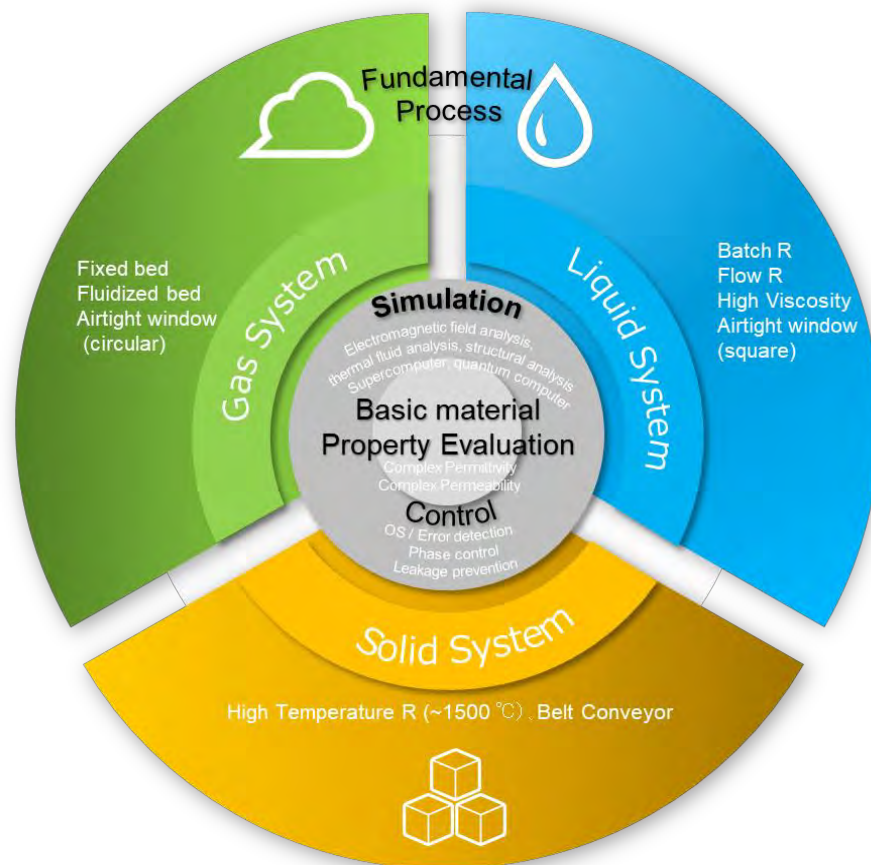 Fundamental
Process
Fixed bed
Fluidized bed
Airtight window
(circular)
Gas System
Batch R
Flow R
High Viscosity
Airtight window
(square)
Liquid System
Simulation
Electromagnetic field analysis,
thermal fluid analysis, structural analysis
Supercomputer, quantum computer
Basic material
Property Evaluation
Complex Permittivity
Complex Permeability
Control
OS / Error detection
Phase control
Leakage prevention
Solid System
High Temperature R (~1500 ℃)、Belt Conveyor